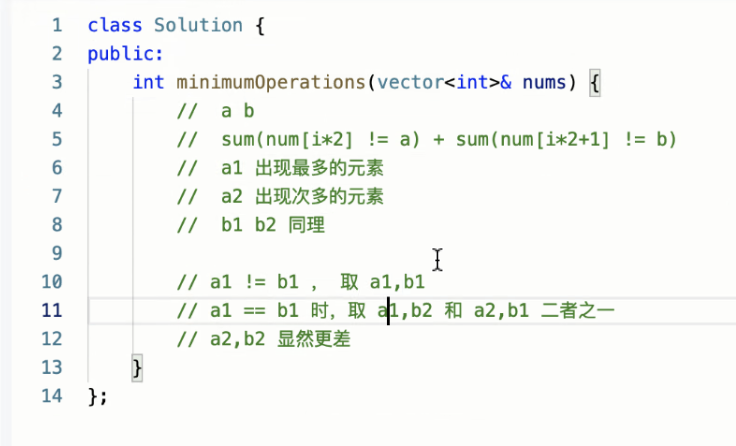 1 class Solution {
2 public:
3     int minimumOperations(vector<int>& nums) {
4         //  a b
5         //  sum(num[i*2] != a) + sum(num[i*2+1] != b)
6         //  a1 出现最多的元素
7         //  a2 出现次多的元素
8         //  b1 b2 同理
9
10         // a1 != b1 ， 取 a1,b1
11         // a1 == b1 时，取 a1,b2 和 a2,b1 二者之一
12         // a2,b2 显然更差
13     }
14 };